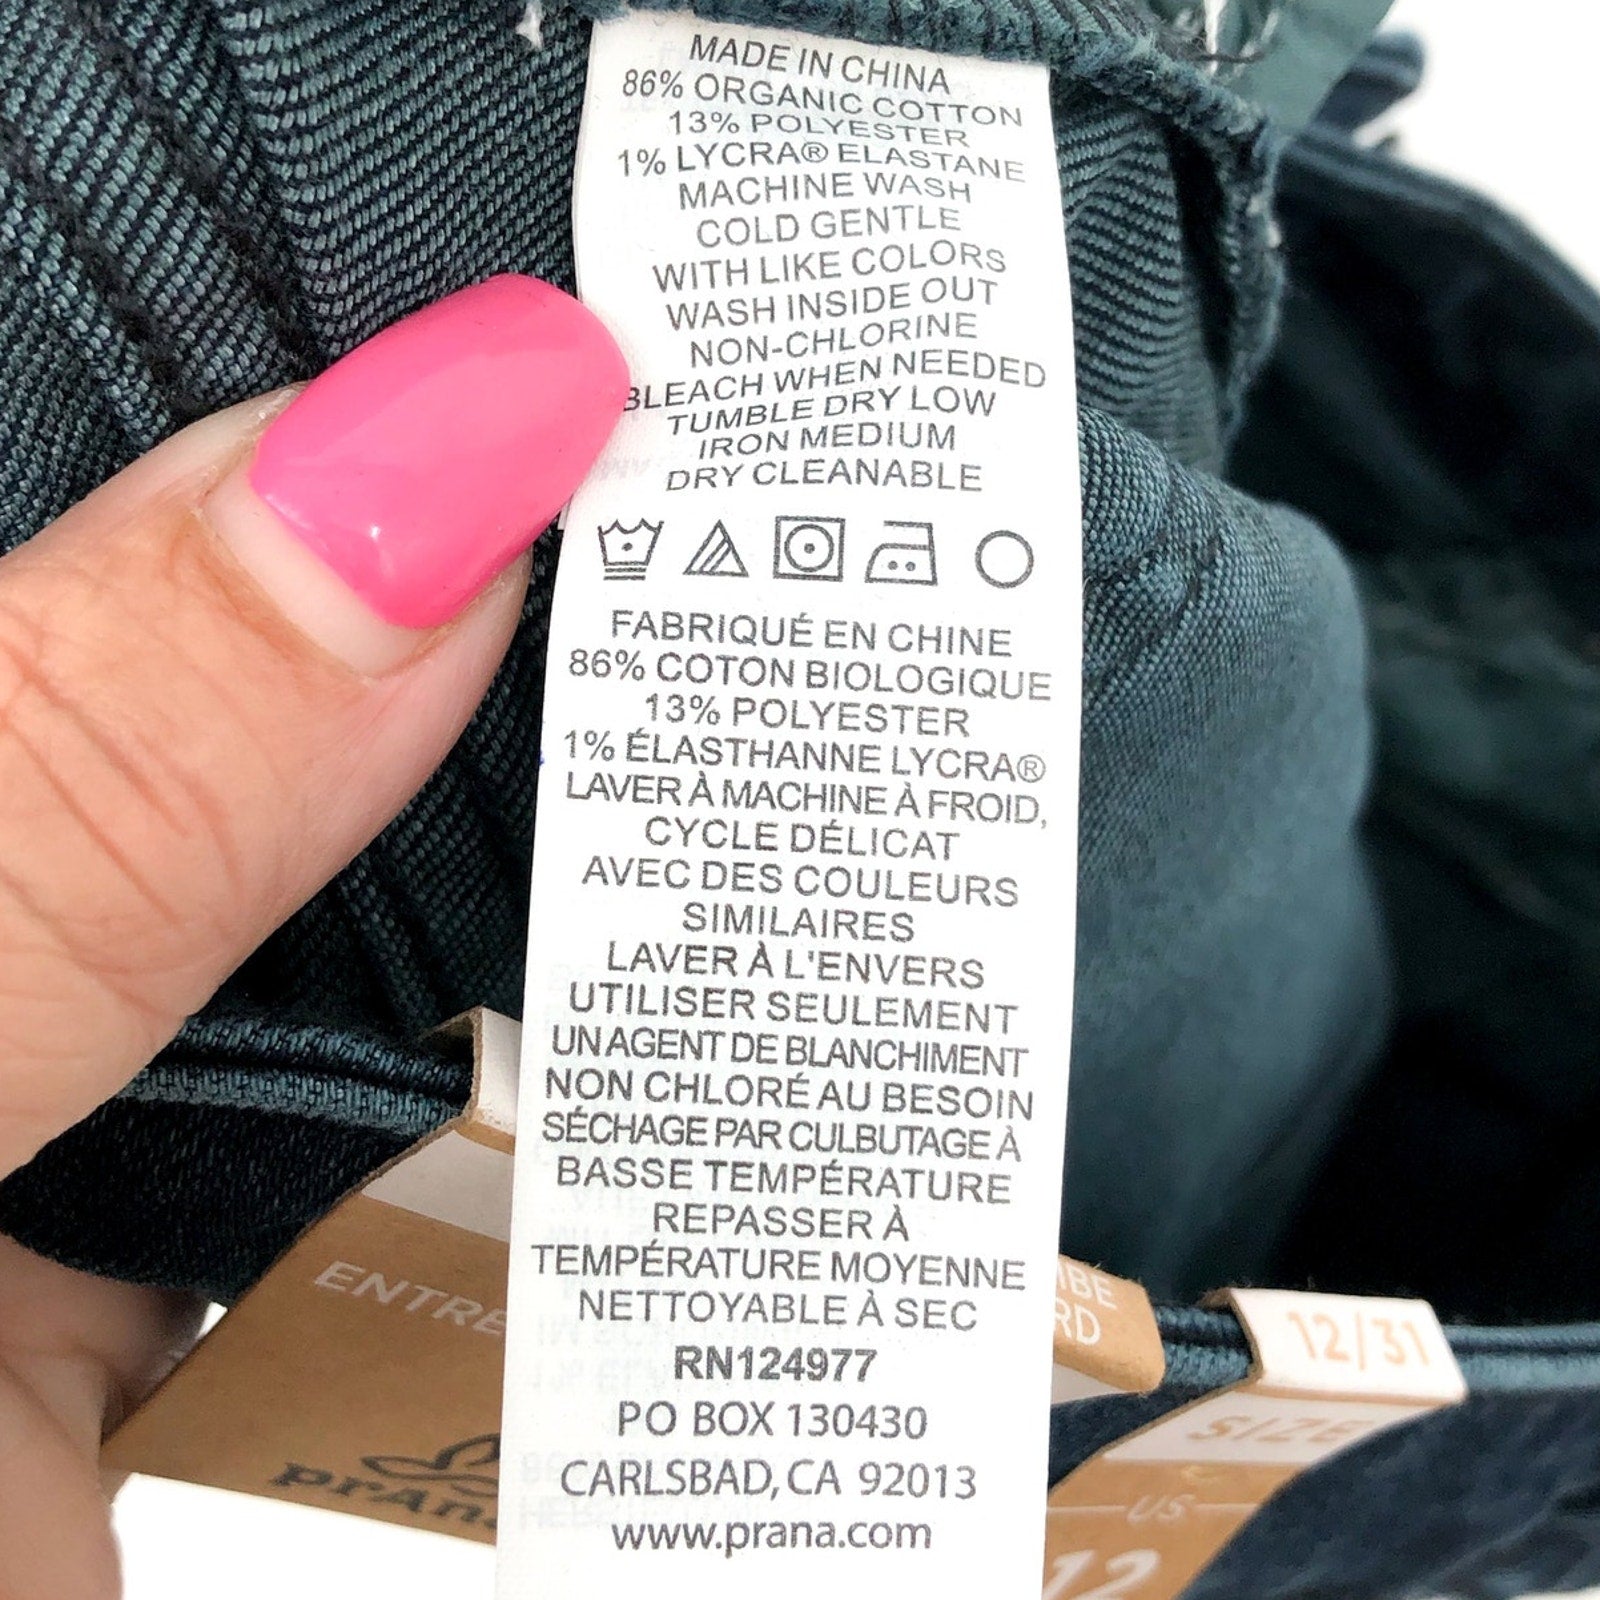 MADE IN CHINA
86% ORGANIC COTTON
13% POLYESTER
1% LYCRA® ELASTANE
MACHINE WASH
COLD GENTLE
WITH LIKE COLORS
WASH INSIDE OUT
NON-CHLORINE
BLEACH WHEN NEEDED
TUMBLE DRY LOW
IRON MEDIUM
DRY CLEANABLE
FABRIQUÉ EN CHINE
86% COTON BIOLOGIQUE
13% POLYESTER
1% ÉLASTHANNE LYCRA®
LAVER À MACHINE À FROID,
CYCLE DÉLICAT
AVEC DES COULEURS
SIMILAIRES
LAVER À L'ENVERS
UTILISER SEULEMENT
UN AGENT DE BLANCHIMENT
NON CHLORÉ AU BESOIN
SÉCHAGE PAR CULBUTAGE À
BASSE TEMPÉRATURE
REPASSER À
TEMPÉRATURE MOYENNE
NETTOYABLE À SEC
RN124977
PO BOX 130430
CARLSBAD, CA 92013
www.prana.com
ENTRE
prAna
12/31
SIZE
US
12